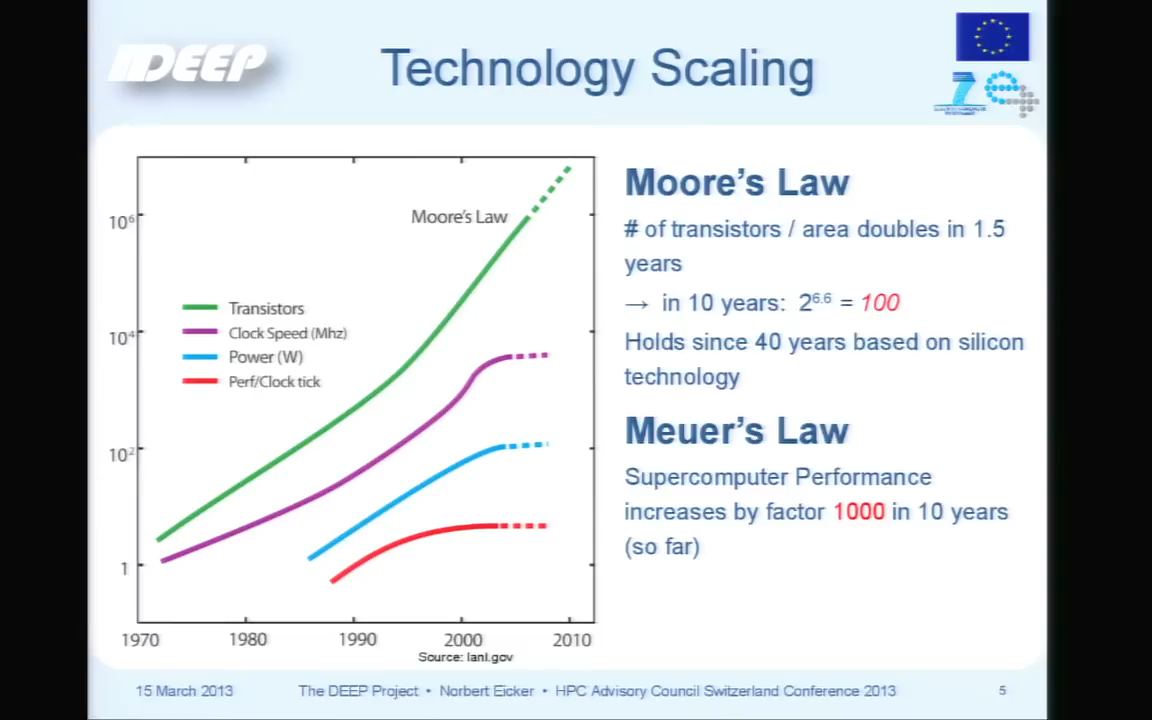 DEEP
Technology Scaling
Moore's Law
10⁶
10⁴
10²
1
Transistors
Clock Speed (Mhz)
Power (W)
Perf/Clock tick
1970 1980 1990 2000 2010
Source: lanl.gov
Moore's Law
# of transistors / area doubles in 1.5
years
→ in 10 years: 2⁶·⁶ = 100
Holds since 40 years based on silicon
technology
Meuer's Law
Supercomputer Performance
increases by factor 1000 in 10 years
(so far)
15 March 2013 The DEEP Project • Norbert Eicker • HPC Advisory Council Switzerland Conference 2013 5